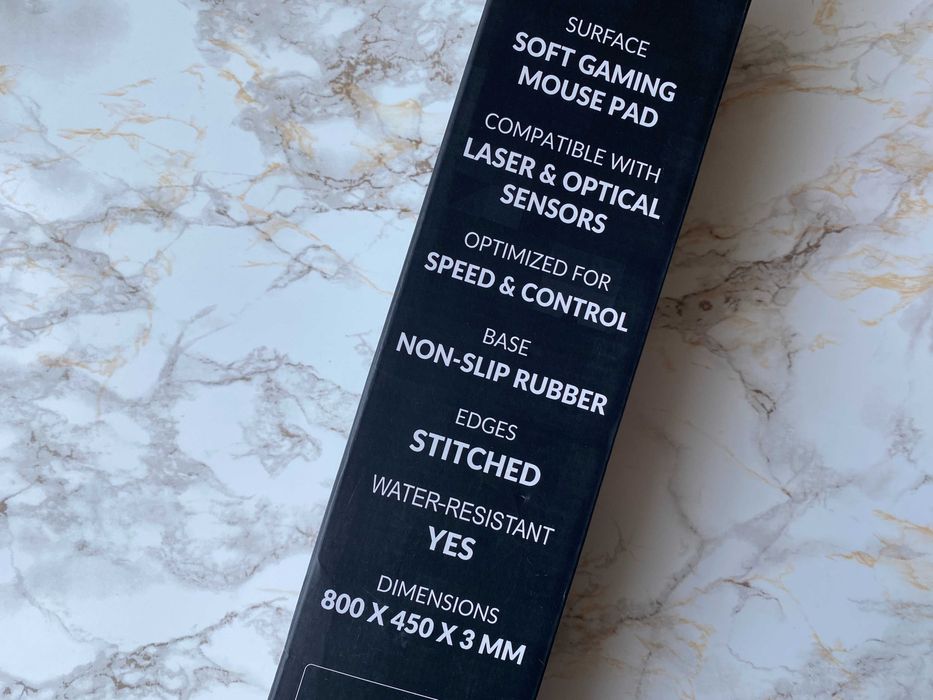 SURFACE
SOFT GAMING
MOUSE PAD
COMPATIBLE WITH
LASER & OPTICAL
SENSORS
OPTIMIZED FOR
SPEED & CONTROL
BASE
NON-SLIP RUBBER
EDGES
STITCHED
WATER-RESISTANT
YES
DIMENSIONS
800 X 450 X 3 MM